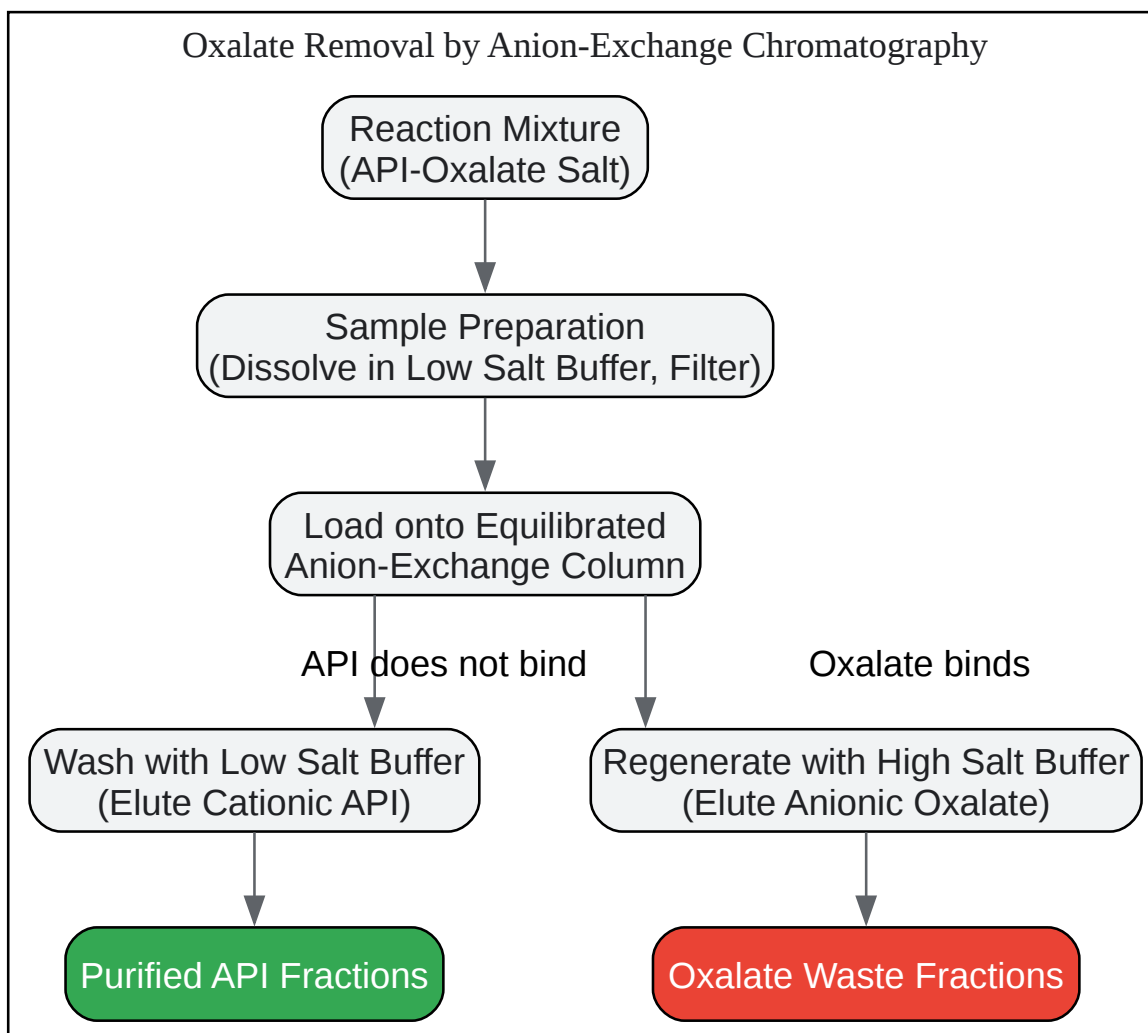 Oxalate Removal by Anion-Exchange Chromatography
Reaction Mixture
(API-Oxalate Salt)
Sample Preparation
(Dissolve in Low Salt Buffer, Filter)
Load onto Equilibrated
Anion-Exchange Column
API does not bind
Oxalate binds
Wash with Low Salt Buffer
(Elute Cationic API)
Regenerate with High Salt Buffer
(Elute Anionic Oxalate)
Purified API Fractions
Oxalate Waste Fractions